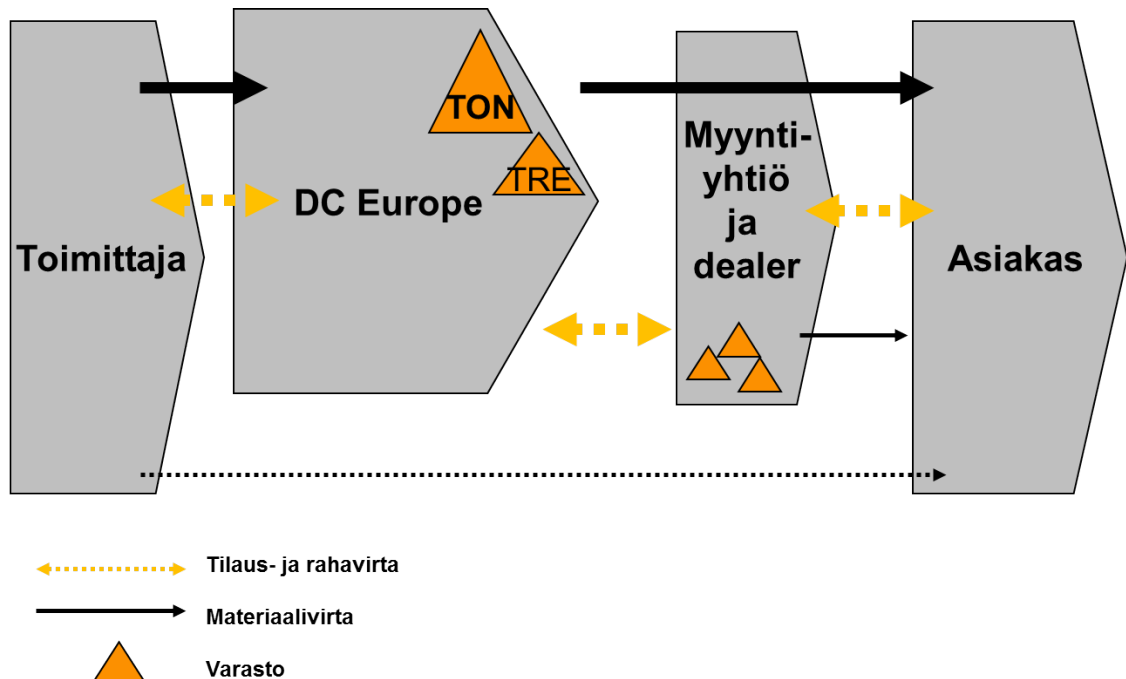 Toimittaja
DC Europe
TON
TRE
Myynti-
yhtiö
ja
dealer
Asiakas
Tilaus- ja rahavirta
Materiaalivirta
Varasto